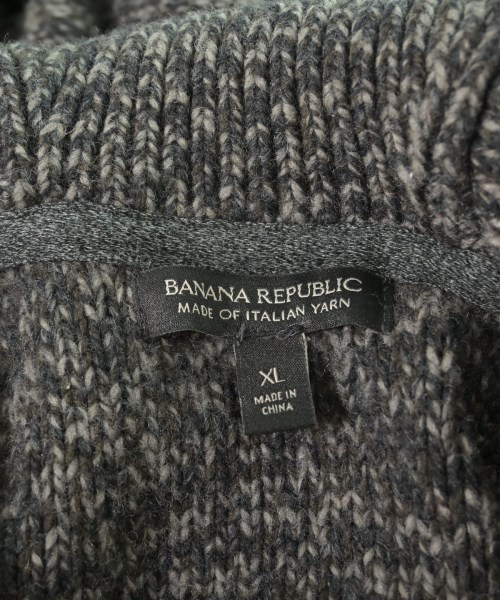 BANANA REPUBLIC
MADE OF ITALIAN YARN
XL
MADE IN
CHINA